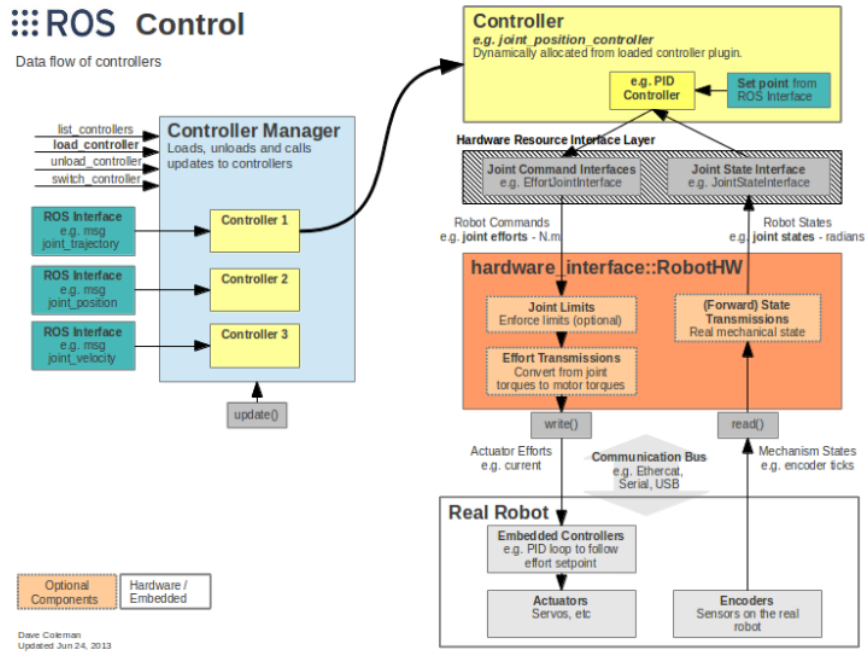 ROS Control
Data flow of controllers
list_controllers
load_controller
unload_controller
switch_controller
Controller Manager
Loads, unloads and calls
updates to controllers
ROS Interface
e.g. msg
joint_trajectory
Controller 1
ROS Interface
e.g. msg
joint_position
Controller 2
ROS Interface
e.g. msg
joint_velocity
Controller 3
update()
Controller
e.g. joint_position_controller
Dynamically allocated from loaded controller plugin.
e.g. PID
Controller
Set point from
ROS Interface
Hardware Resource Interface Layer
Joint Command Interfaces
e.g. EffortJointInterface
Joint State Interface
e.g. JointStateInterface
Robot Commands
e.g. joint efforts - N.m
Robot States
e.g. joint states - radians
hardware_interface::RobotHW
Joint Limits
Enforce limits (optional)
(Forward) State
Transmissions
Real mechanical state
Effort Transmissions
Convert from joint
torques to motor torques
write()
read()
Actuator Efforts
e.g. current
Communication Bus
e.g. Ethercat,
Serial, USB
Mechanism States
e.g. encoder ticks
Real Robot
Embedded Controllers
e.g. PID loop to follow
effort setpoint
Actuators
Servos, etc
Encoders
Sensors on the real
robot
Optional
Components
Hardware /
Embedded
Dave Coleman
Updated Jun 24, 2013